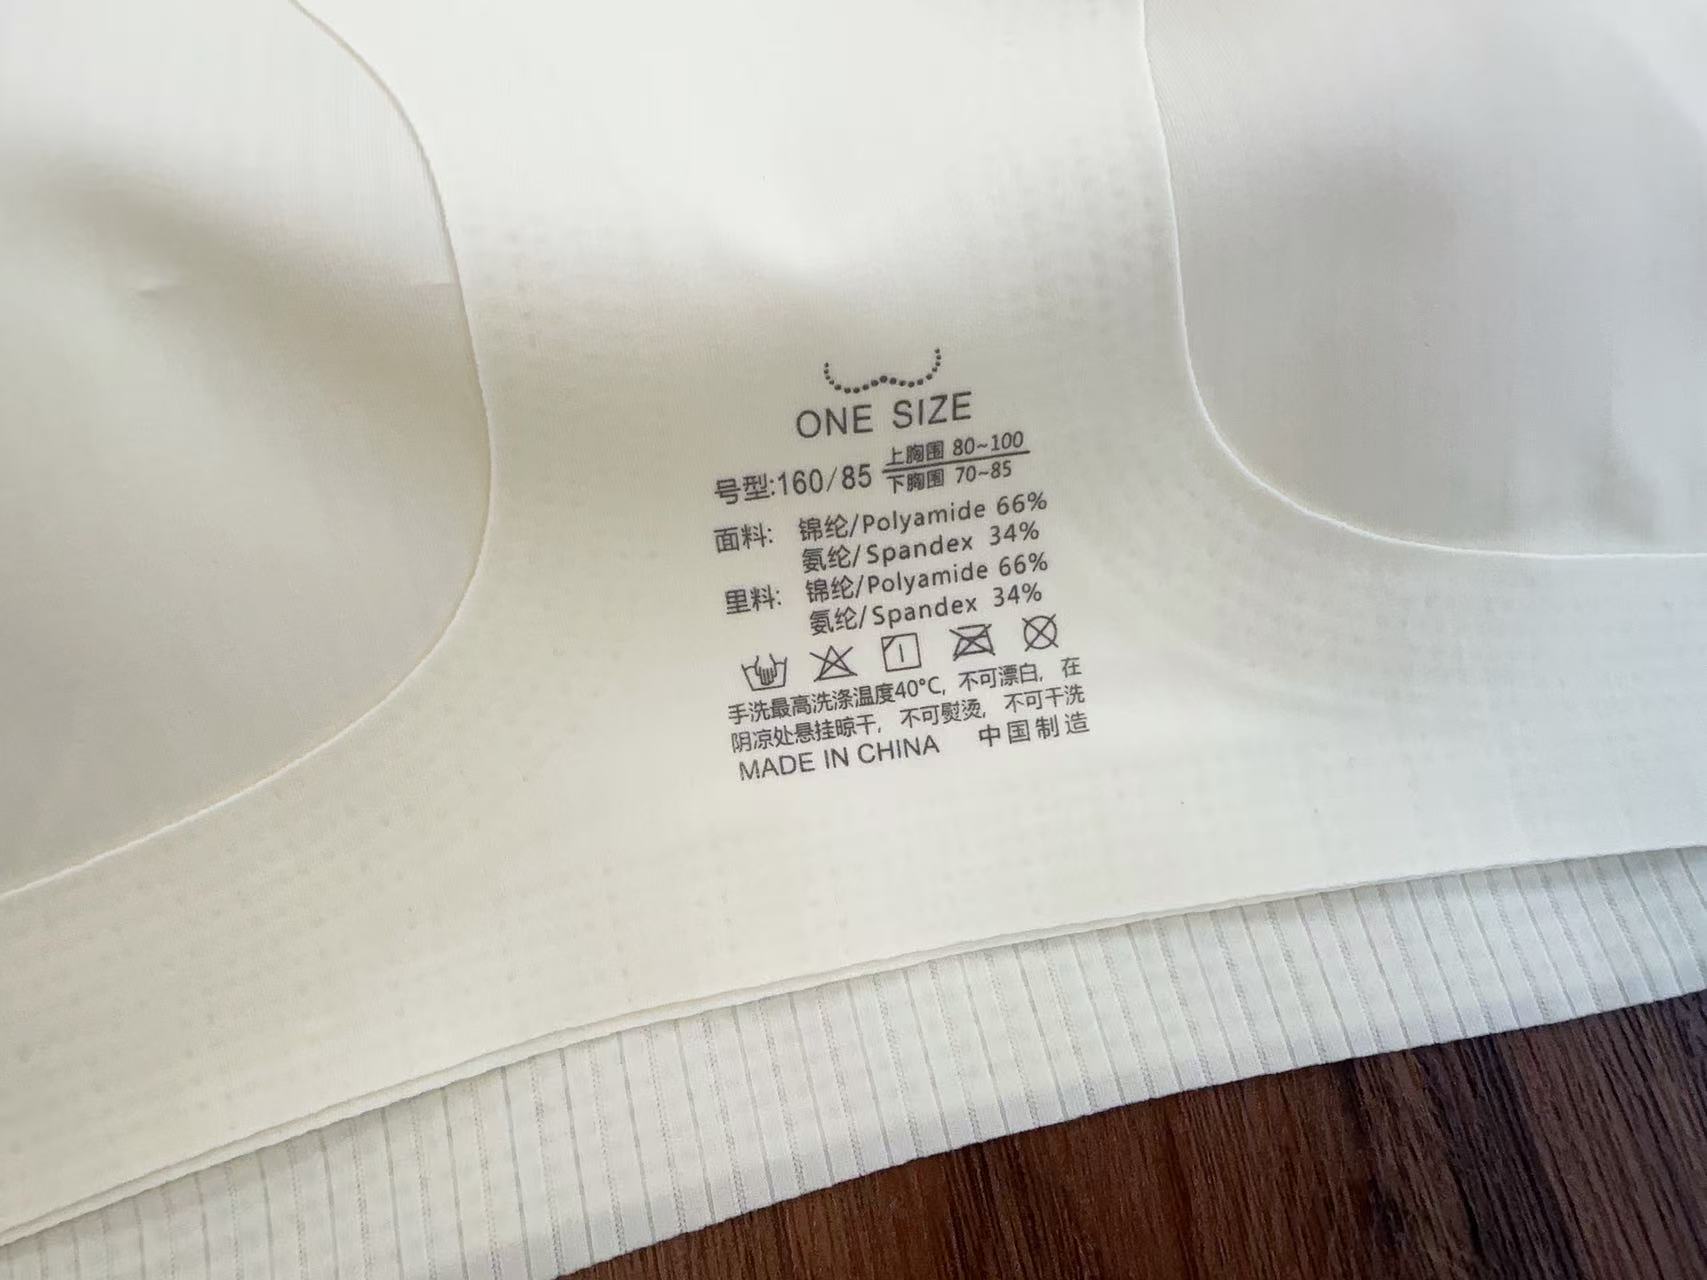 ONE SIZE
号型:160/85 上胸围 80~100
下胸围 70~85
面料: 锦纶/Polyamide 66%
氨纶/Spandex 34%
里料: 锦纶/Polyamide 66%
氨纶/Spandex 34%
手洗最高洗涤温度40°C, 不可漂白, 在
阴凉处悬挂晾干, 不可熨烫, 不可干洗
MADE IN CHINA 中国制造